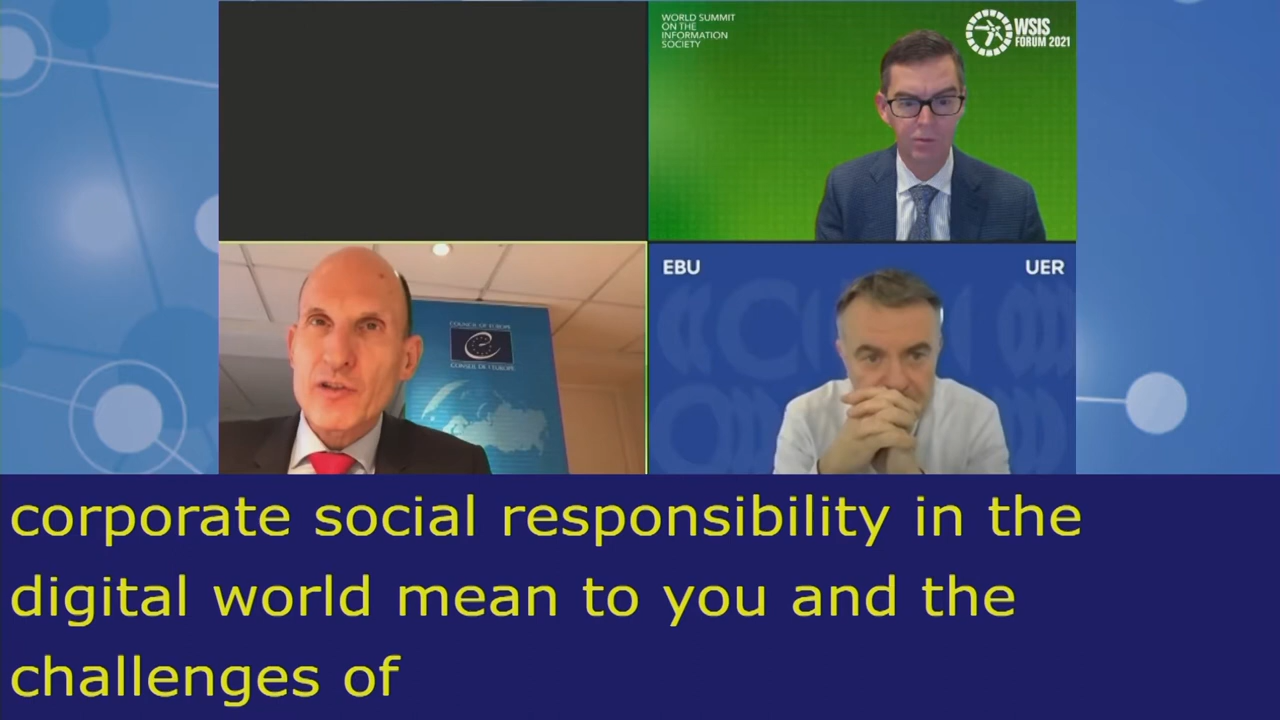 WORLD SUMMIT
ON THE
INFORMATION
SOCIETY
WSIS
FORUM 2021
COUNCIL OF EUROPE
CONSEIL DE L'EUROPE
EBU
UER
corporate social responsibility in the
digital world mean to you and the
challenges of